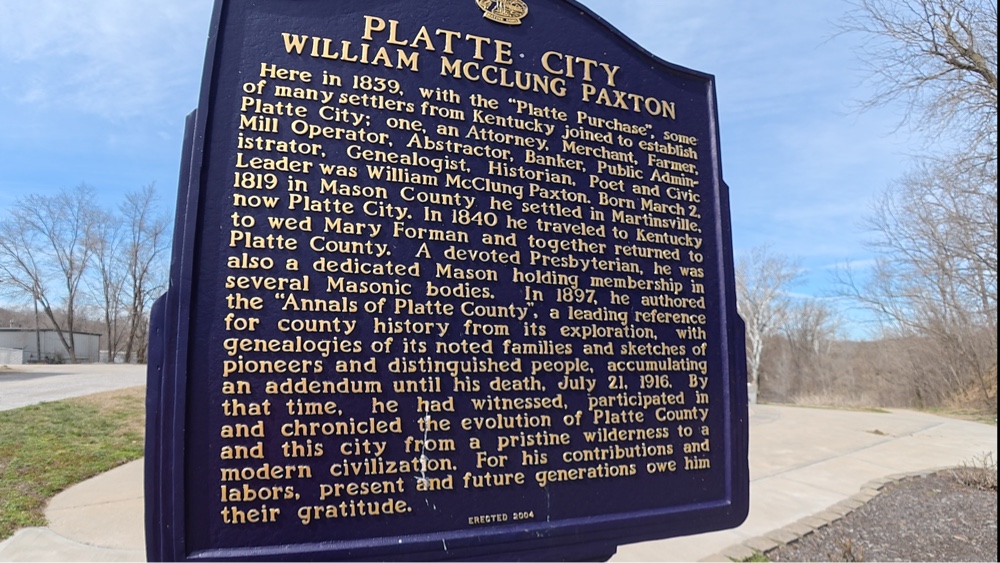 PLATTE CITY
WILLIAM MCCLUNG PAXTON
Here in 1839, with the "Platte Purchase", some
of many settlers from Kentucky joined to establish
Platte City; one, an Attorney, Merchant, Farmer,
Mill Operator, Abstractor, Banker, Public Admin-
istrator, Genealogist, Historian, Poet and Civic
Leader was William McClung Paxton. Born March 2,
1819 in Mason County, he settled in Martinsville,
now Platte City. In 1840 he traveled to Kentucky
to wed Mary Forman and together returned to
Platte County. A devoted Presbyterian, he was
also a dedicated Mason holding membership in
several Masonic bodies. In 1897, he authored
the "Annals of Platte County", a leading reference
for county history from its exploration, with
genealogies of its noted families and sketches of
pioneers and distinguished people, accumulating
an addendum until his death, July 21, 1916. By
that time, he had witnessed, participated in
and chronicled the evolution of Platte County
and this city from a pristine wilderness to a
modern civilization. For his contributions and
labors, present and future generations owe him
their gratitude.
ERECTED 2004